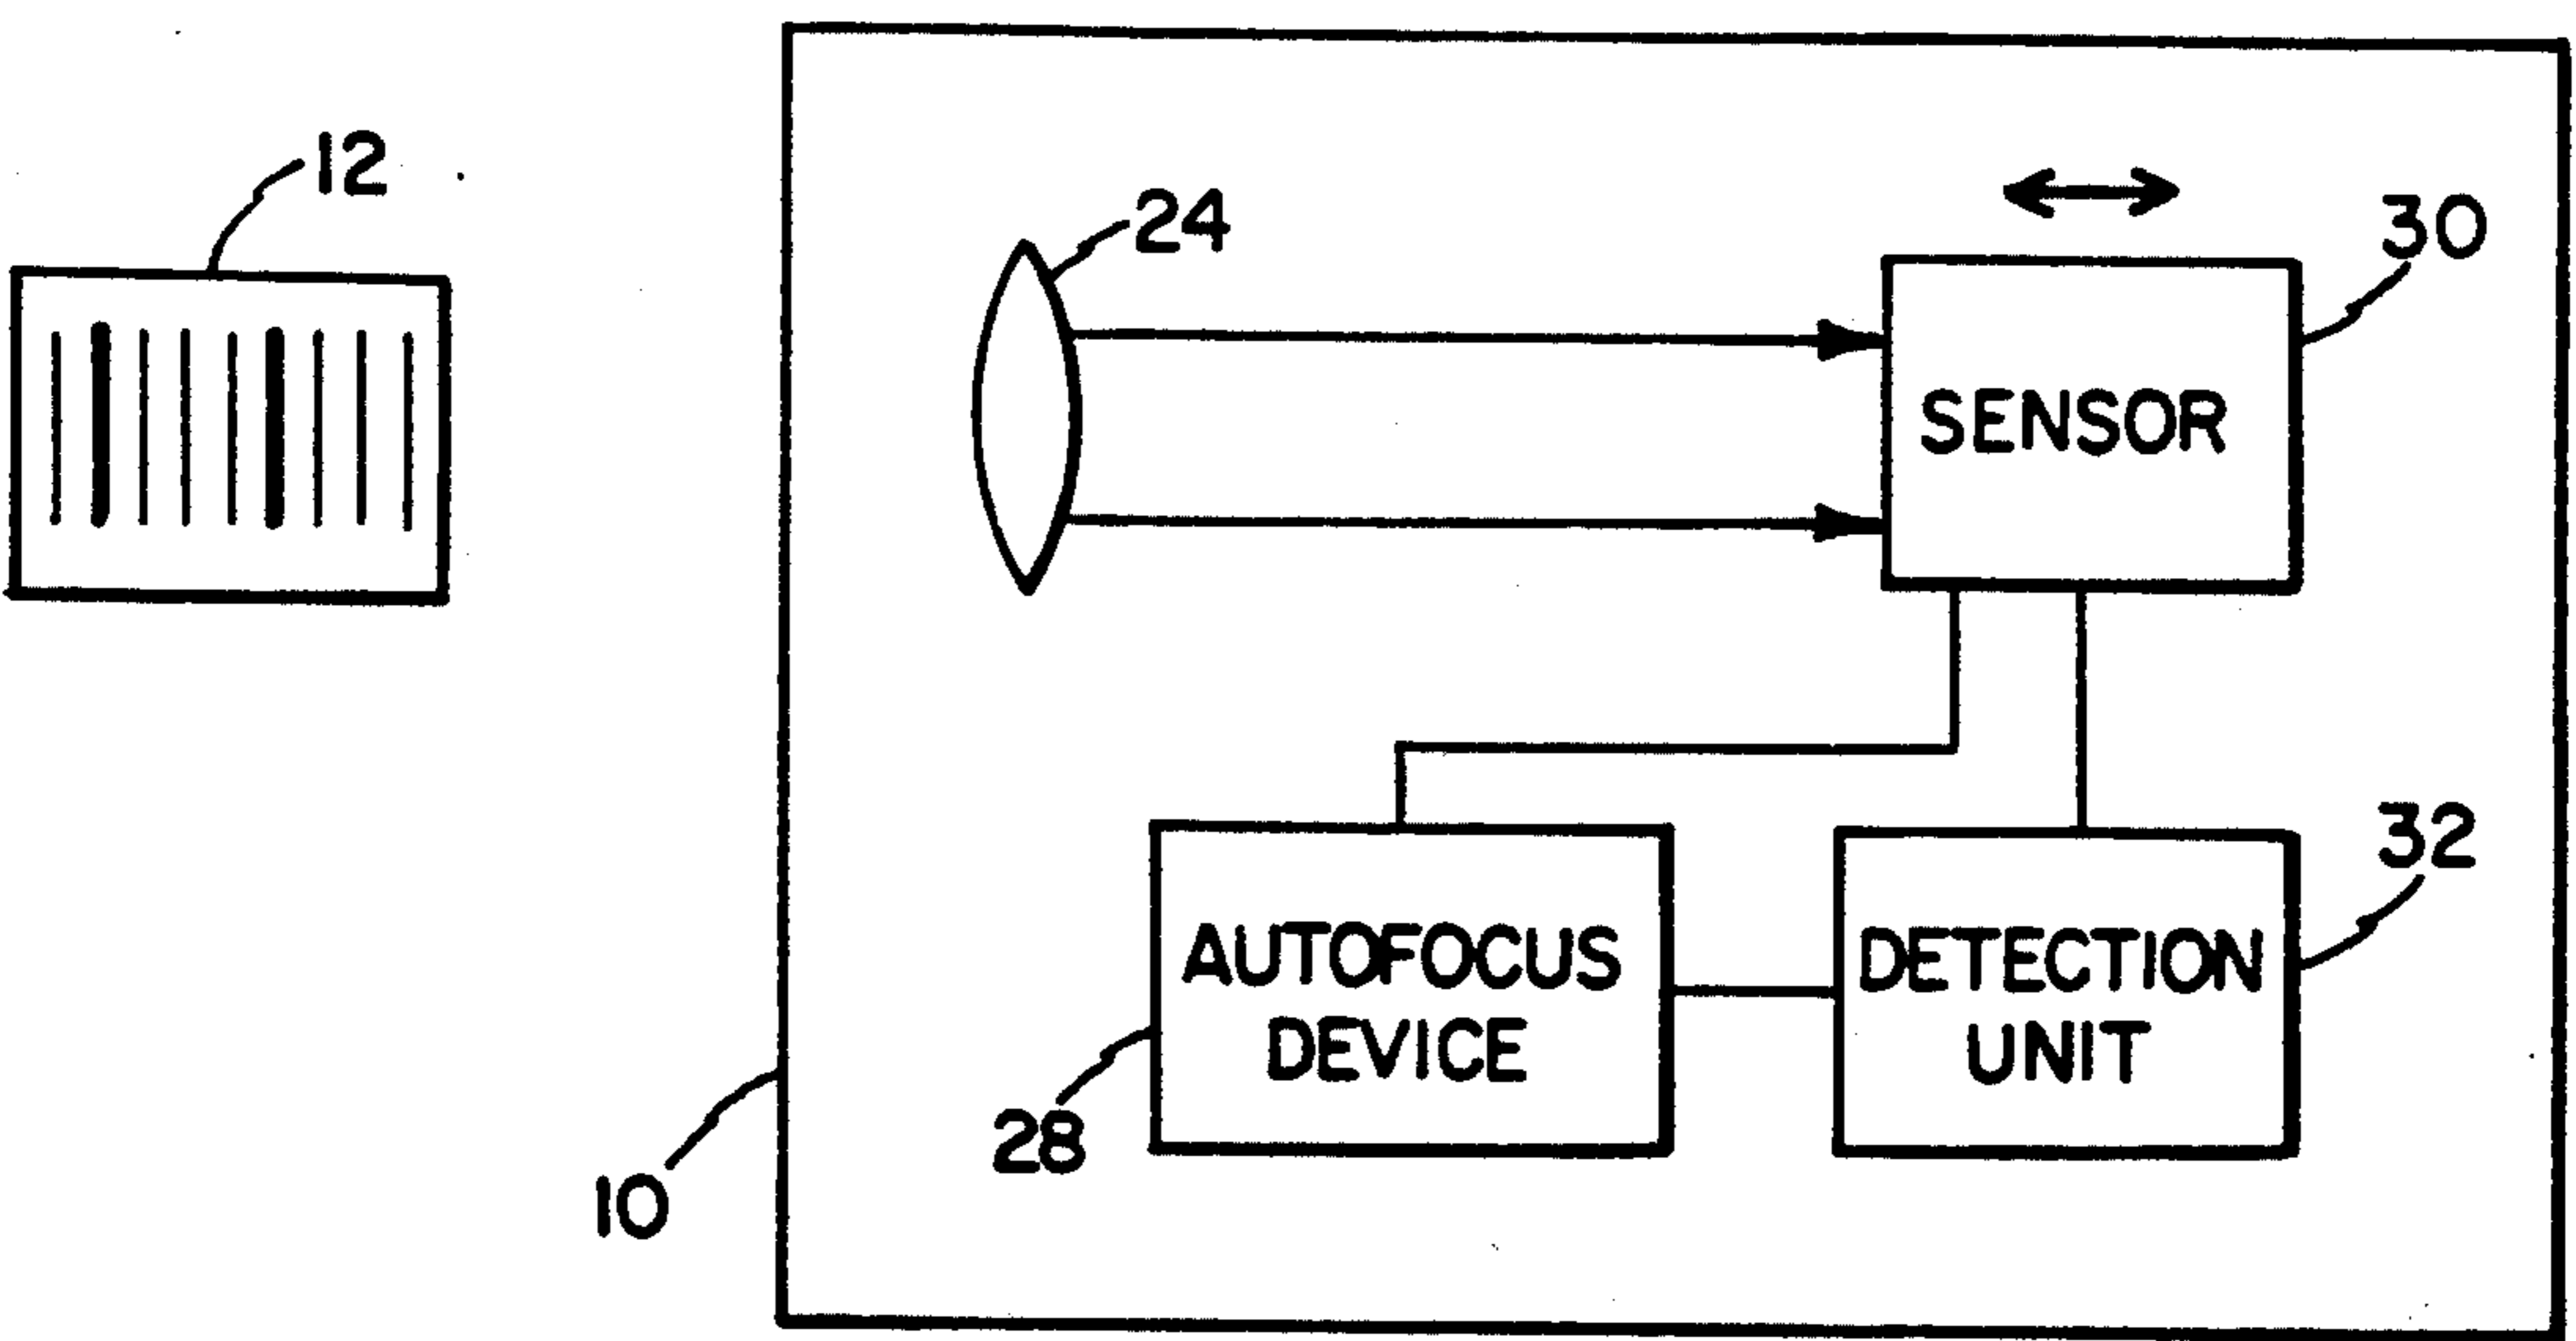 12
24
30
SENSOR
32
AUTOFOCUS
DEVICE
DETECTION
UNIT
28
10